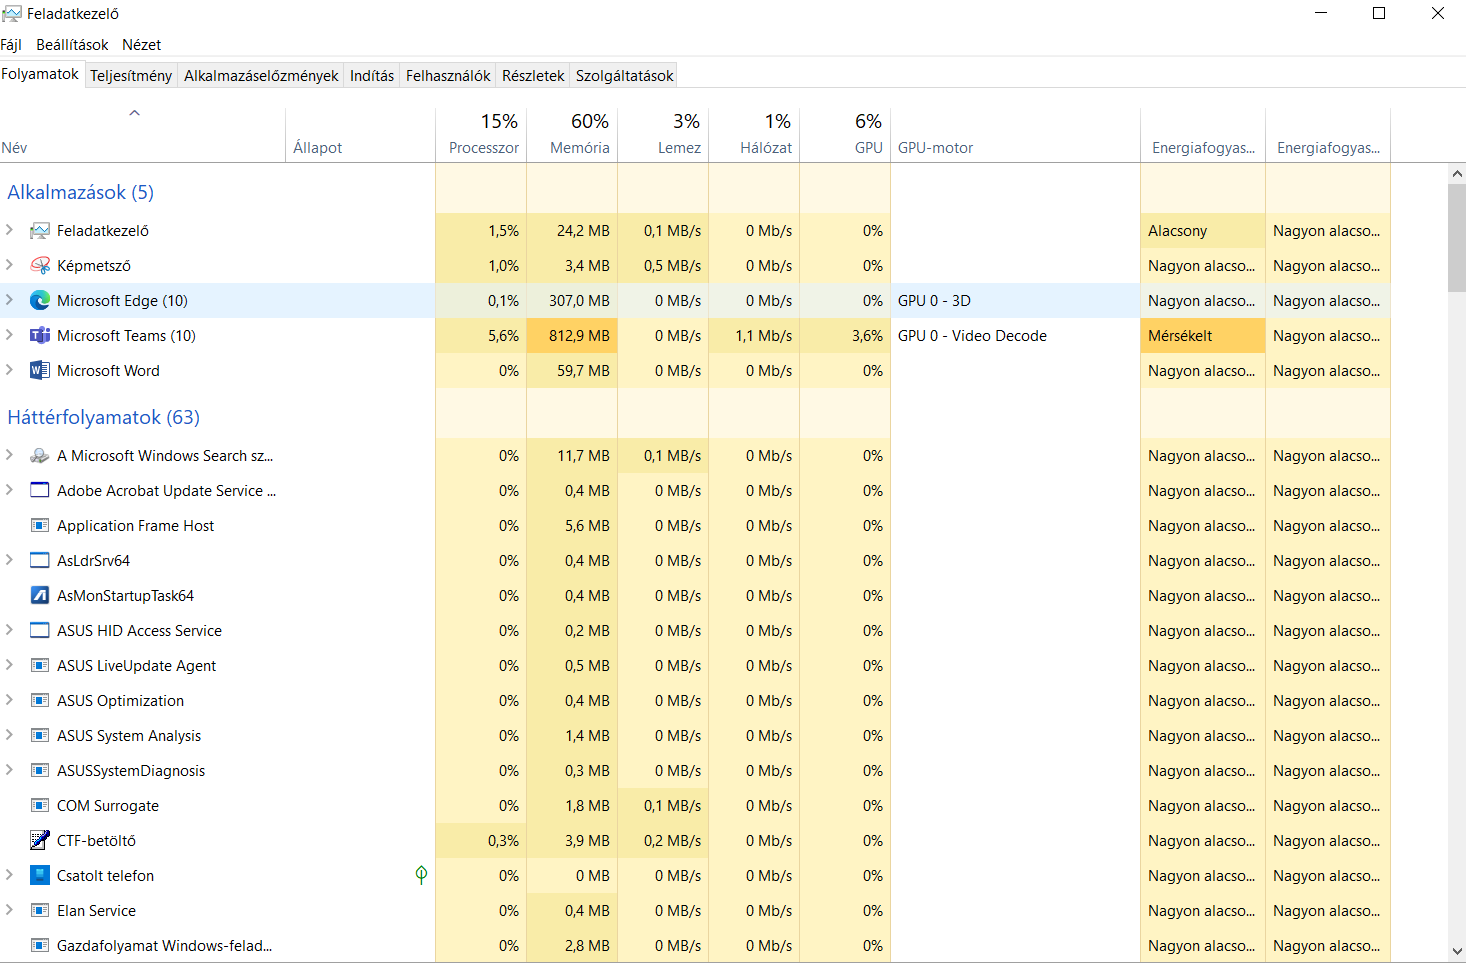 Feladatkezelő
Fájl Beállítások Nézet
Folyamatok Teljesítmény Alkalmazáselőzmények Indítás Felhasználók Részletek Szolgáltatások
15% 60% 3% 1% 6%
Név Állapot Processzor Memória Lemez Hálózat GPU GPU-motor Energiafogyas... Energiafogyas...
Alkalmazások (5)
Feladatkezelő 1,5% 24,2 MB 0,1 MB/s 0 Mb/s 0% Alacsony Nagyon alacso...
Képmetsző 1,0% 3,4 MB 0,5 MB/s 0 Mb/s 0% Nagyon alacso... Nagyon alacso...
Microsoft Edge (10) 0,1% 307,0 MB 0 MB/s 0 Mb/s 0% GPU 0 - 3D Nagyon alacso... Nagyon alacso...
Microsoft Teams (10) 5,6% 812,9 MB 0 MB/s 1,1 Mb/s 3,6% GPU 0 - Video Decode Mérsékelt Nagyon alacso...
Microsoft Word 0% 59,7 MB 0 MB/s 0 Mb/s 0% Nagyon alacso... Nagyon alacso...
Háttérfolyamatok (63)
A Microsoft Windows Search sz... 0% 11,7 MB 0,1 MB/s 0 Mb/s 0% Nagyon alacso... Nagyon alacso...
Adobe Acrobat Update Service ... 0% 0,4 MB 0 MB/s 0 Mb/s 0% Nagyon alacso... Nagyon alacso...
Application Frame Host 0% 5,6 MB 0 MB/s 0 Mb/s 0% Nagyon alacso... Nagyon alacso...
AsLdrSrv64 0% 0,4 MB 0 MB/s 0 Mb/s 0% Nagyon alacso... Nagyon alacso...
AsMonStartupTask64 0% 0,4 MB 0 MB/s 0 Mb/s 0% Nagyon alacso... Nagyon alacso...
ASUS HID Access Service 0% 0,2 MB 0 MB/s 0 Mb/s 0% Nagyon alacso... Nagyon alacso...
ASUS LiveUpdate Agent 0% 0,5 MB 0 MB/s 0 Mb/s 0% Nagyon alacso... Nagyon alacso...
ASUS Optimization 0% 0,4 MB 0 MB/s 0 Mb/s 0% Nagyon alacso... Nagyon alacso...
ASUS System Analysis 0% 1,4 MB 0 MB/s 0 Mb/s 0% Nagyon alacso... Nagyon alacso...
ASUSSystemDiagnosis 0% 0,3 MB 0 MB/s 0 Mb/s 0% Nagyon alacso... Nagyon alacso...
COM Surrogate 0% 1,8 MB 0,1 MB/s 0 Mb/s 0% Nagyon alacso... Nagyon alacso...
CTF-betöltő 0,3% 3,9 MB 0,2 MB/s 0 Mb/s 0% Nagyon alacso... Nagyon alacso...
Csatolt telefon 0% 0 MB 0 MB/s 0 Mb/s 0% Nagyon alacso... Nagyon alacso...
Elan Service 0% 0,4 MB 0 MB/s 0 Mb/s 0% Nagyon alacso... Nagyon alacso...
Gazdafolyamat Windows-felad... 0% 2,8 MB 0 MB/s 0 Mb/s 0% Nagyon alacso... Nagyon alacso...